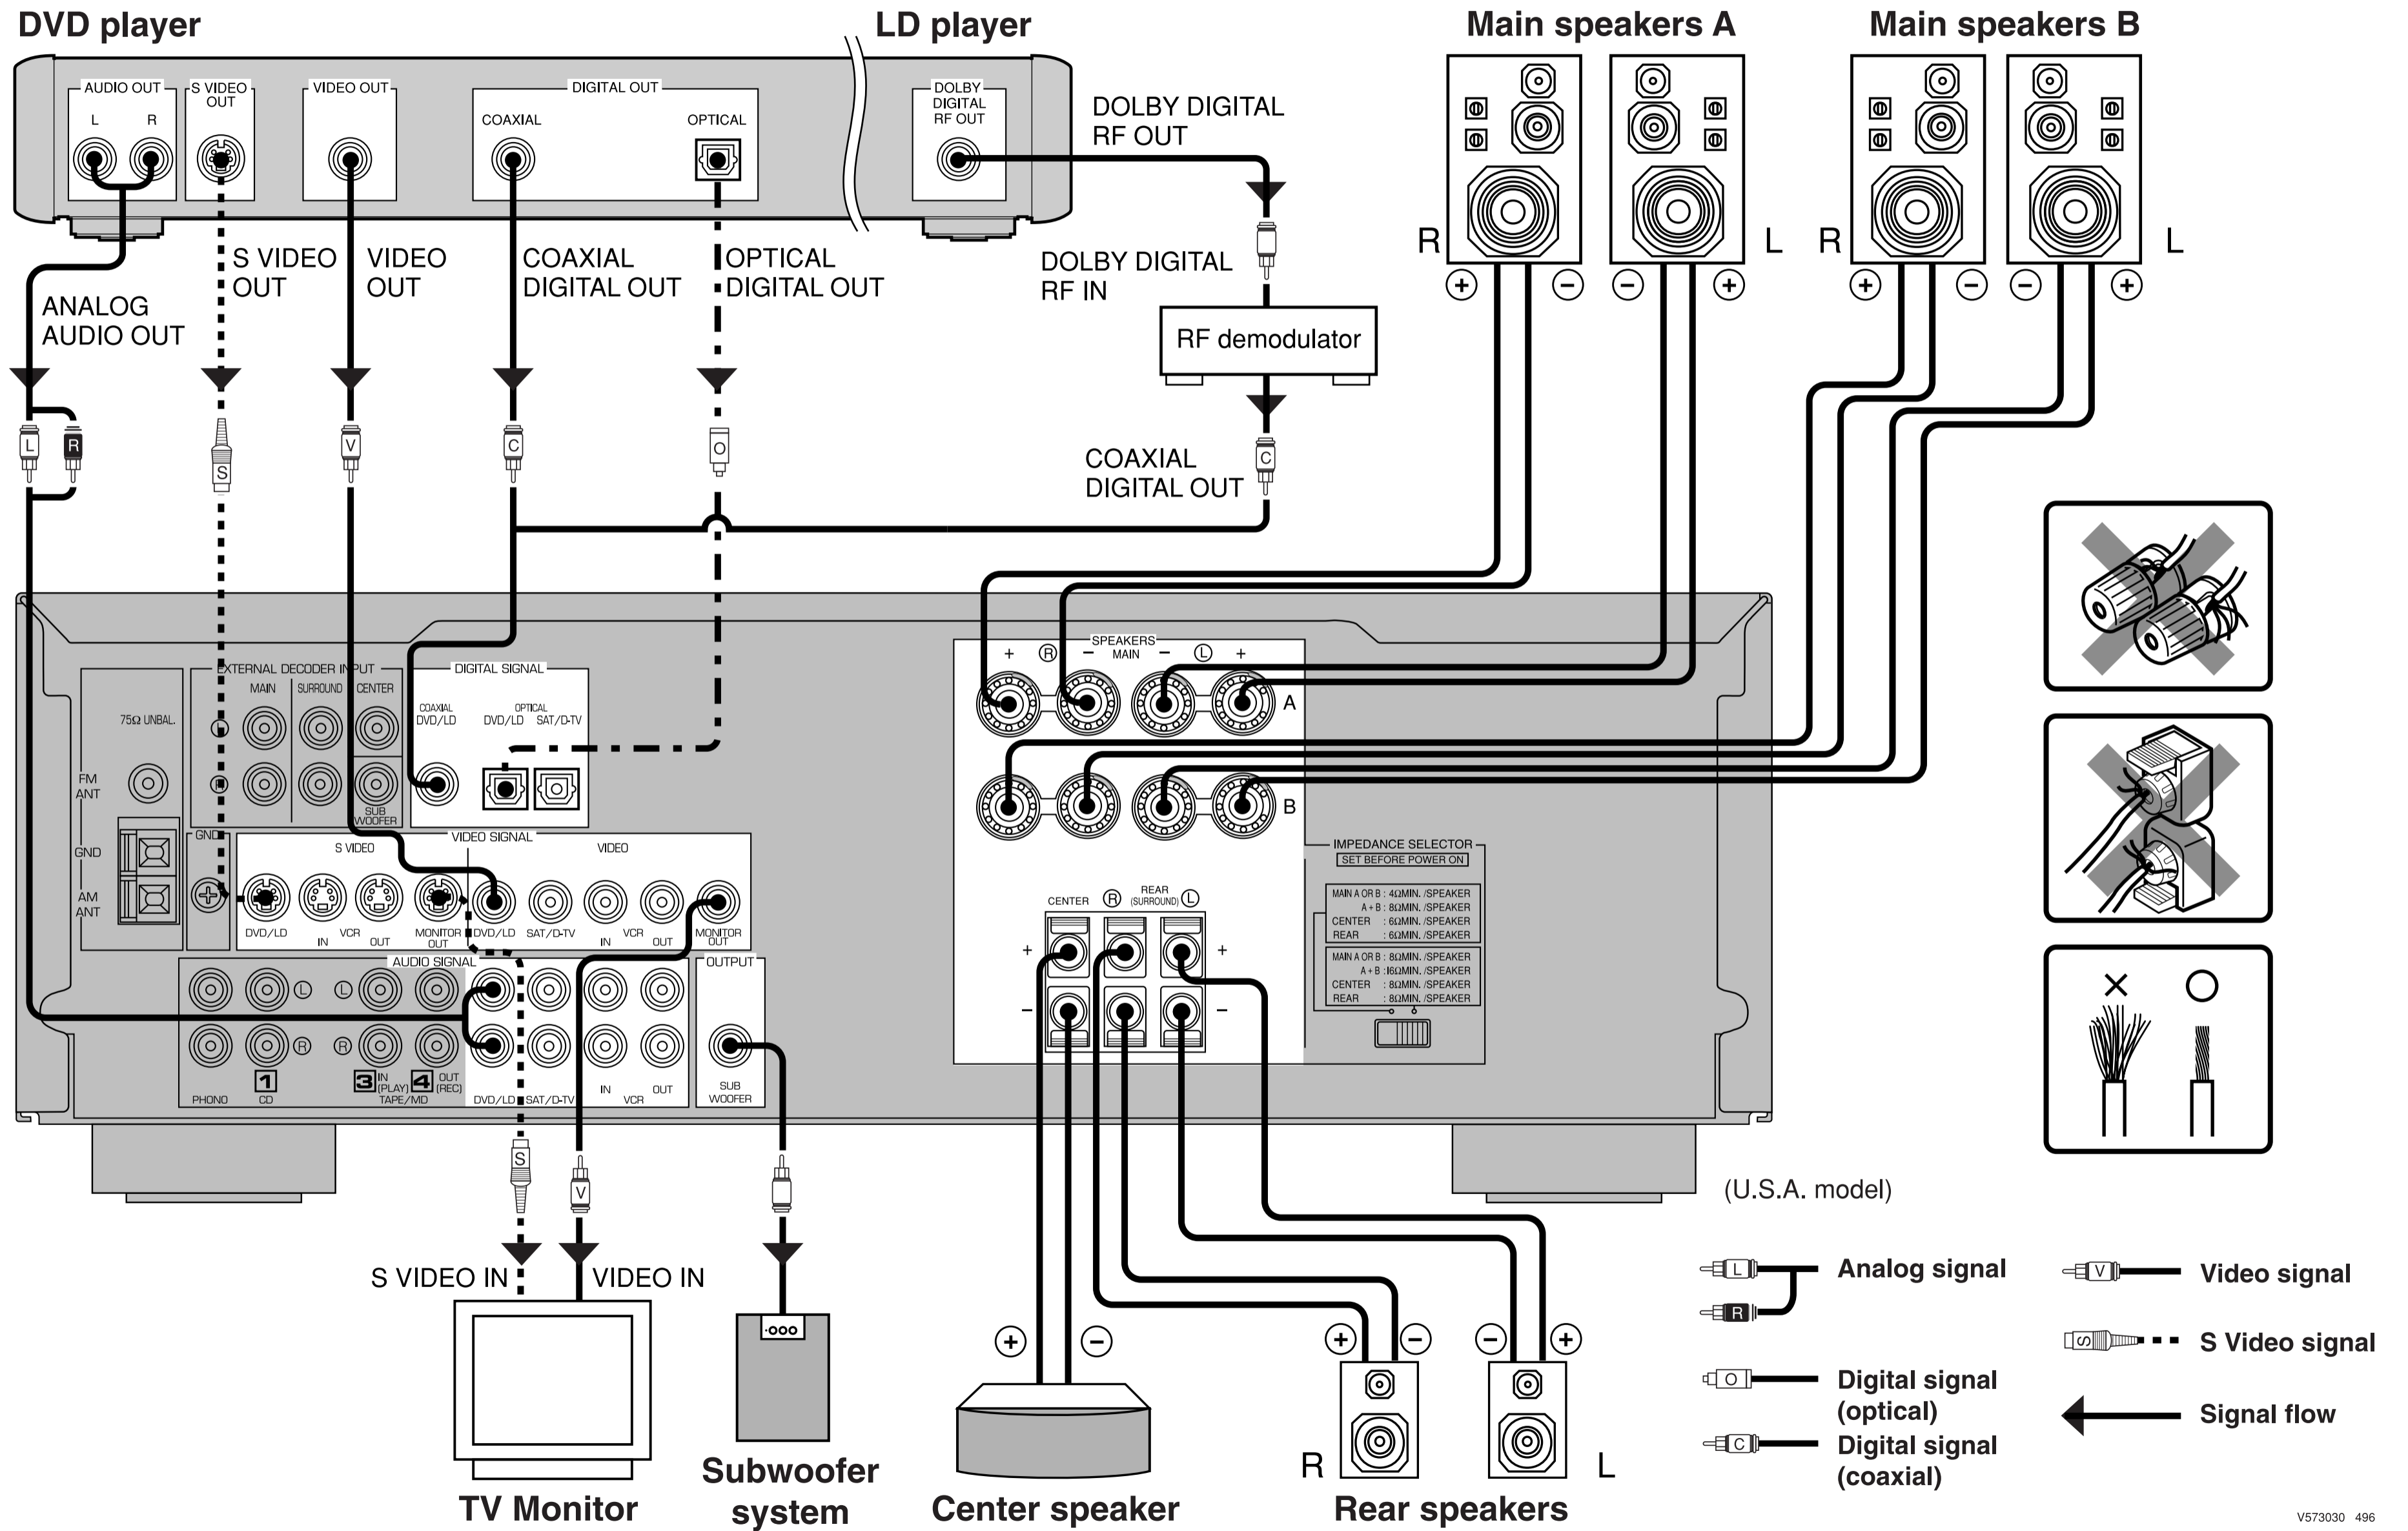 DVD player
LD player
Main speakers A
Main speakers B
AUDIO OUT
L R
S VIDEO
OUT
VIDEO OUT
DIGITAL OUT
COAXIAL
OPTICAL
DOLBY
DIGITAL
RF OUT
DOLBY DIGITAL
RF OUT
R
L
R
L
+ −
− +
+ −
− +
ANALOG
AUDIO OUT
S VIDEO
OUT
VIDEO
OUT
COAXIAL
DIGITAL OUT
OPTICAL
DIGITAL OUT
DOLBY DIGITAL
RF IN
RF demodulator
L
R
S
V
C
O
C
COAXIAL
DIGITAL OUT
EXTERNAL DECODER INPUT
MAIN
SURROUND
CENTER
SUB
WOOFER
75Ω UNBAL.
FM
ANT
GND
AM
ANT
GND
DIGITAL SIGNAL
COAXIAL
DVD/LD
OPTICAL
DVD/LD
SAT/D-TV
VIDEO SIGNAL
S VIDEO
VIDEO
DVD/LD
IN
VCR
OUT
MONITOR
OUT
DVD/LD
SAT/D-TV
IN
VCR
OUT
MONITOR
OUT
AUDIO SIGNAL
OUTPUT
L
L
R
R
PHONO
1
CD
3
IN
(PLAY)
4
OUT
(REC)
TAPE/MD
DVD/LD
SAT/D-TV
IN
VCR
OUT
SUB
WOOFER
SPEAKERS
MAIN
+ R − − L +
A
B
CENTER
R
REAR
(SURROUND)
L
+ +
− −
IMPEDANCE SELECTOR
SET BEFORE POWER ON
MAIN A OR B : 4ΩMIN. /SPEAKER
A + B : 8ΩMIN. /SPEAKER
CENTER : 6ΩMIN. /SPEAKER
REAR : 6ΩMIN. /SPEAKER
MAIN A OR B : 8ΩMIN. /SPEAKER
A + B :16ΩMIN. /SPEAKER
CENTER : 8ΩMIN. /SPEAKER
REAR : 8ΩMIN. /SPEAKER
S
V
S VIDEO IN
VIDEO IN
TV Monitor
Subwoofer
system
+ −
Center speaker
+ −
− +
R
L
Rear speakers
(U.S.A. model)
L
R
Analog signal
O
Digital signal
(optical)
C
Digital signal
(coaxial)
V
Video signal
S
S Video signal
Signal flow
V573030 496